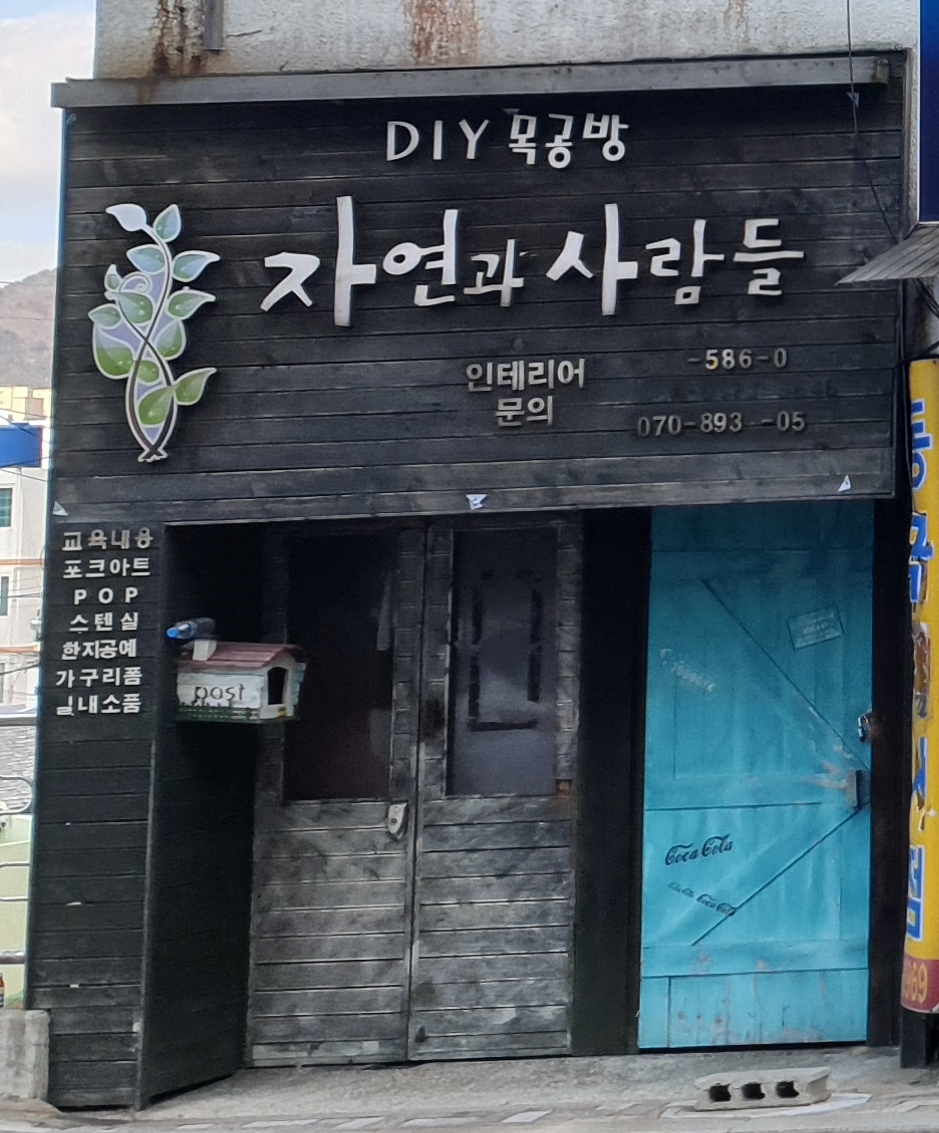 DIY 목공방
자연과사람들
인테리어
문의
-586-0
070-893 -05
교육내용
포크아트
POP
스텐실
한지공예
가구리폼
실내소품
post
Coca Cola
Coca Cola